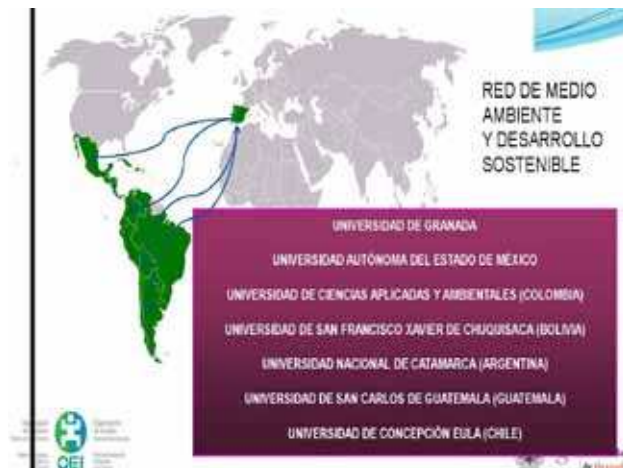 RED DE MEDIO
AMBIENTE
Y DESARROLLO
SOSTENIBLE
UNIVERSIDAD DE GRANADA
UNIVERSIDAD AUTÓNOMA DEL ESTADO DE MÉXICO
UNIVERSIDAD DE CIENCIAS APLICADAS Y AMBIENTALES (COLOMBIA)
UNIVERSIDAD DE SAN FRANCISCO XAVIER DE CHUQUISACA (BOLIVIA)
UNIVERSIDAD NACIONAL DE CATAMARCA (ARGENTINA)
UNIVERSIDAD DE SAN CARLOS DE GUATEMALA (GUATEMALA)
UNIVERSIDAD DE CONCEPCIÓN EULA (CHILE)
OEI